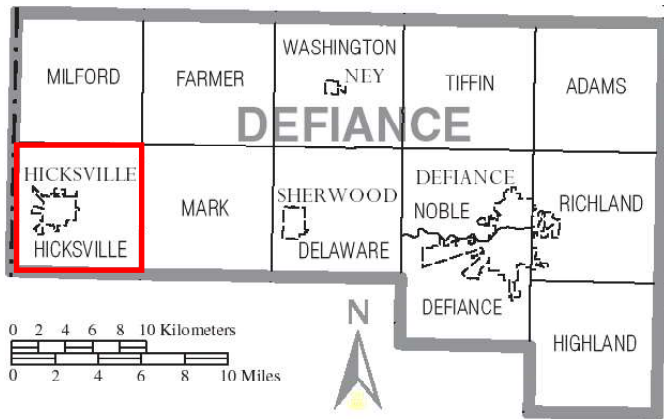 WASHINGTON
MILFORD
FARMER
NEY
TIFFIN
ADAMS
DEFIANCE
HICKSVILLE
HICKSVILLE
MARK
SHERWOOD
DELAWARE
DEFIANCE
NOBLE
RICHLAND
DEFIANCE
HIGHLAND
N
0 2 4 6 8 10 Kilometers
0 2 4 6 8 10 Miles